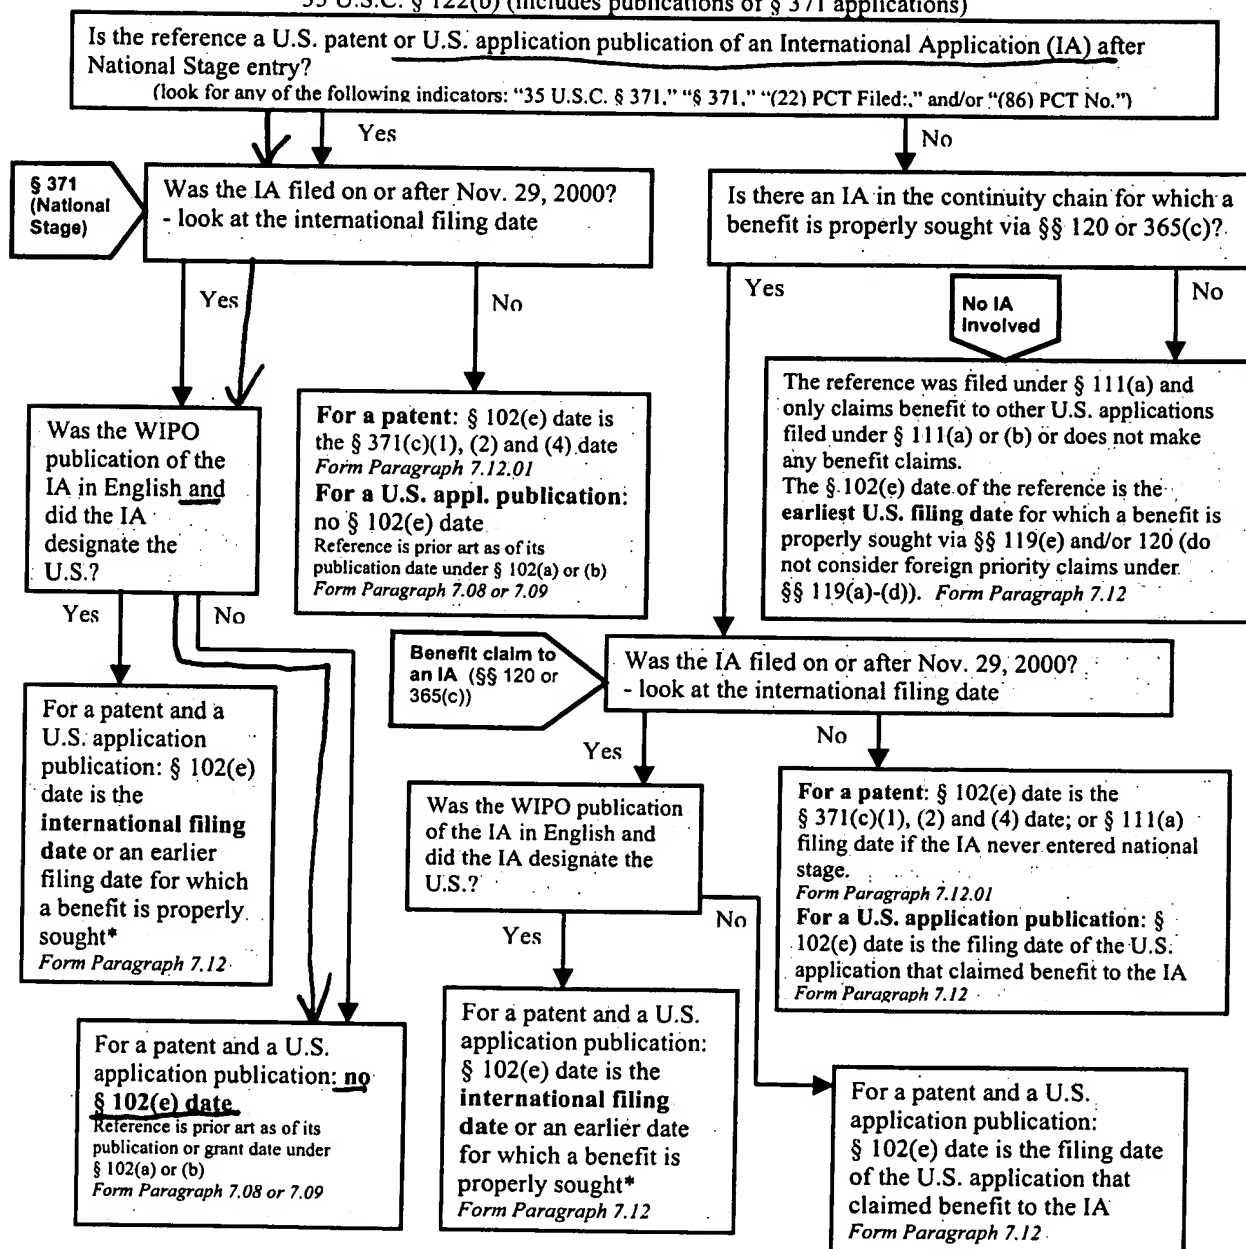 35 U.S.C. § 122(b) (includes publications of § 371 applications)
Is the reference a U.S. patent or U.S. application publication of an International Application (IA) after
National Stage entry?
(look for any of the following indicators: "35 U.S.C. § 371," "§ 371," "(22) PCT Filed:," and/or "(86) PCT No.")
Yes
No
§ 371
(National
Stage)
Was the IA filed on or after Nov. 29, 2000?
- look at the international filing date
Is there an IA in the continuity chain for which a
benefit is properly sought via §§ 120 or 365(c)?
Yes
No
Yes
No IA
Involved
No
Was the WIPO
publication of the
IA in English and
did the IA
designate the
U.S.?
For a patent: § 102(e) date is
the § 371(c)(1), (2) and (4) date
Form Paragraph 7.12.01
For a U.S. appl. publication:
no § 102(e) date
Reference is prior art as of its
publication date under § 102(a) or (b)
Form Paragraph 7.08 or 7.09
The reference was filed under § 111(a) and
only claims benefit to other U.S. applications
filed under § 111(a) or (b) or does not make
any benefit claims.
The § 102(e) date of the reference is the
earliest U.S. filing date for which a benefit is
properly sought via §§ 119(e) and/or 120 (do
not consider foreign priority claims under
§§ 119(a)-(d)). Form Paragraph 7.12
Yes
No
Benefit claim to
an IA (§§ 120 or
365(c))
Was the IA filed on or after Nov. 29, 2000?
- look at the international filing date
For a patent and a
U.S. application
publication: § 102(e)
date is the
international filing
date or an earlier
filing date for which
a benefit is properly
sought*
Form Paragraph 7.12
Yes
No
Was the WIPO publication
of the IA in English and
did the IA designate the
U.S.?
For a patent: § 102(e) date is the
§ 371(c)(1), (2) and (4) date; or § 111(a)
filing date if the IA never entered national
stage.
Form Paragraph 7.12.01
For a U.S. application publication: §
102(e) date is the filing date of the U.S.
application that claimed benefit to the IA
Form Paragraph 7.12
Yes
No
For a patent and a U.S.
application publication: no
§ 102(e) date
Reference is prior art as of its
publication or grant date under
§ 102(a) or (b)
Form Paragraph 7.08 or 7.09
For a patent and a U.S.
application publication:
§ 102(e) date is the
international filing
date or an earlier date
for which a benefit is
properly sought*
Form Paragraph 7.12
For a patent and a U.S.
application publication:
§ 102(e) date is the filing date
of the U.S. application that
claimed benefit to the IA
Form Paragraph 7.12